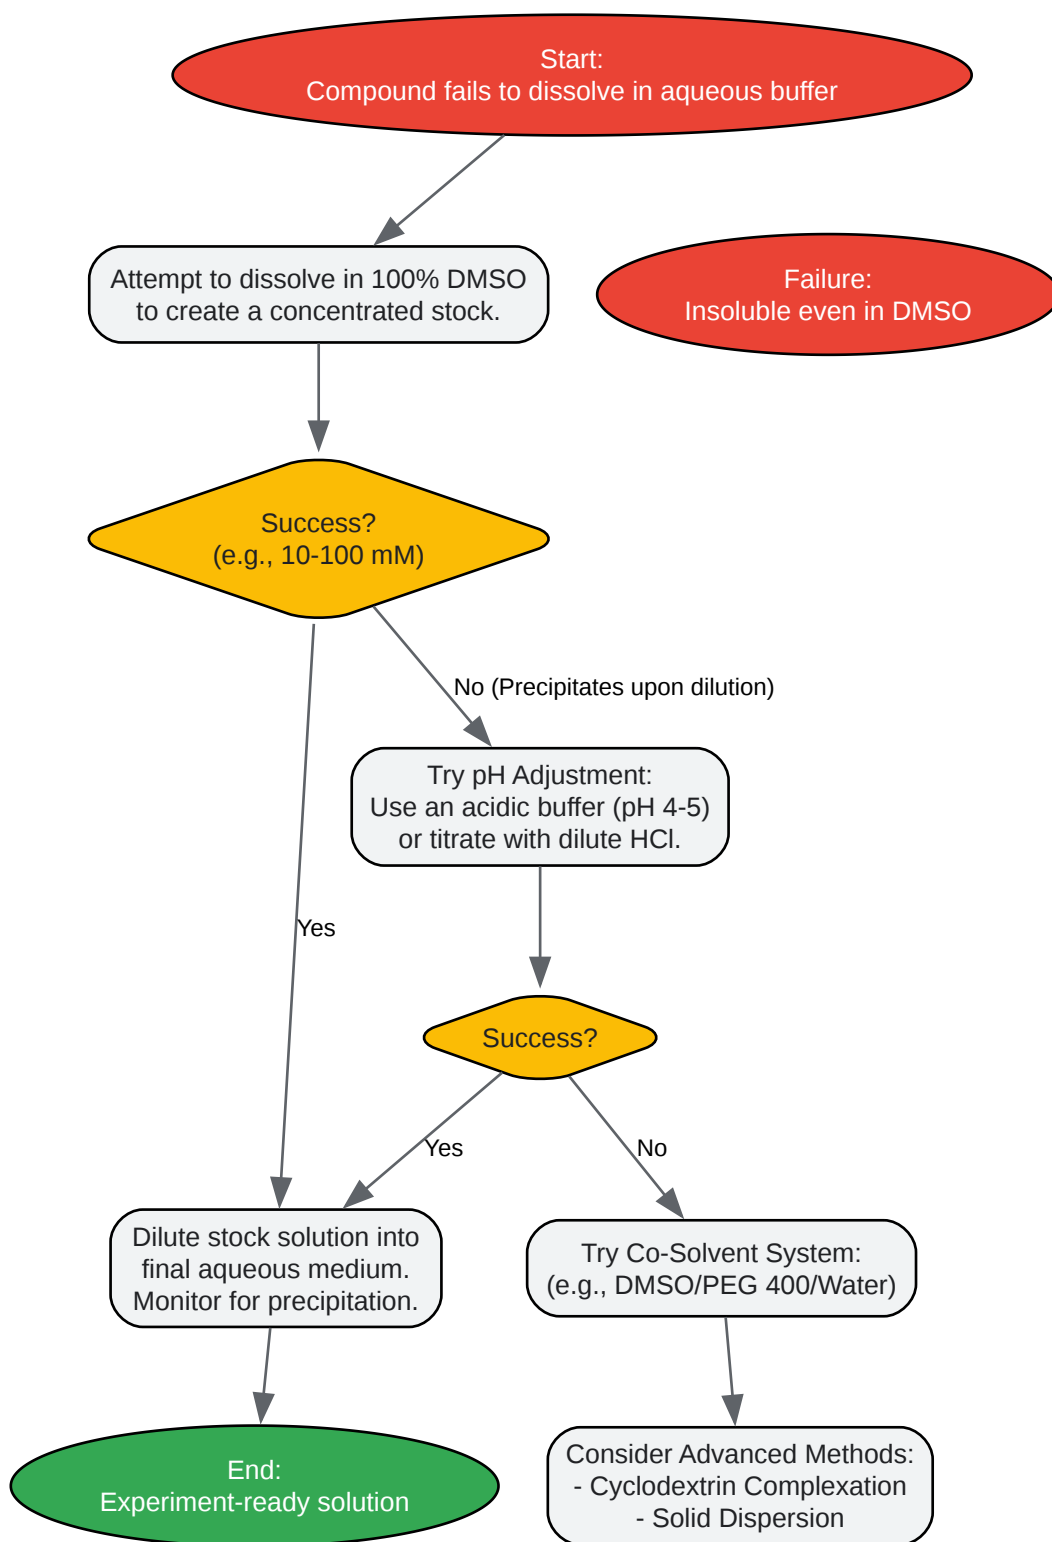 Start:
Compound fails to dissolve in aqueous buffer
Attempt to dissolve in 100% DMSO
to create a concentrated stock.
Failure:
Insoluble even in DMSO
Success?
(e.g., 10-100 mM)
No (Precipitates upon dilution)
Try pH Adjustment:
Use an acidic buffer (pH 4-5)
or titrate with dilute HCl.
Yes
Success?
Yes
No
Dilute stock solution into
final aqueous medium.
Monitor for precipitation.
Try Co-Solvent System:
(e.g., DMSO/PEG 400/Water)
End:
Experiment-ready solution
Consider Advanced Methods:
- Cyclodextrin Complexation
- Solid Dispersion